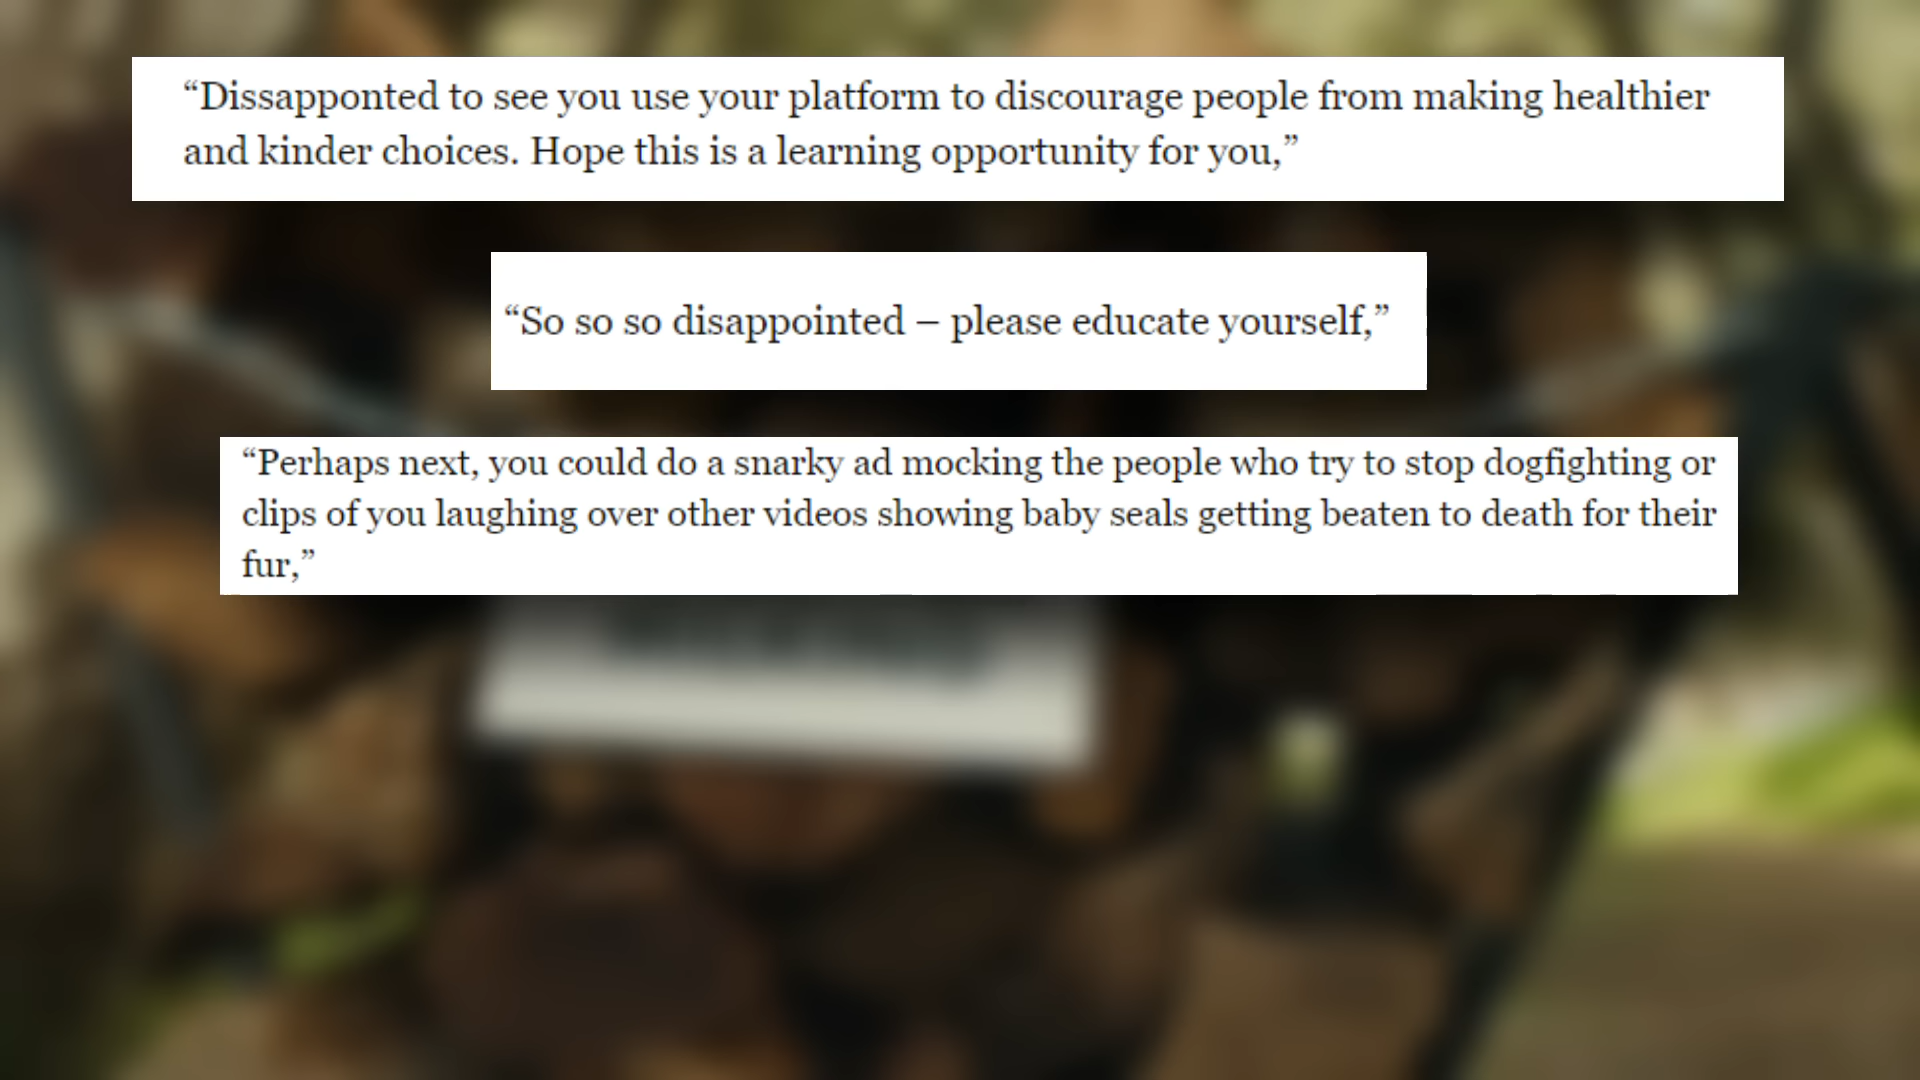 “Dissapponted to see you use your platform to discourage people from making healthier
and kinder choices. Hope this is a learning opportunity for you,”
“So so so disappointed – please educate yourself,”
“Perhaps next, you could do a snarky ad mocking the people who try to stop dogfighting or
clips of you laughing over other videos showing baby seals getting beaten to death for their
fur,”